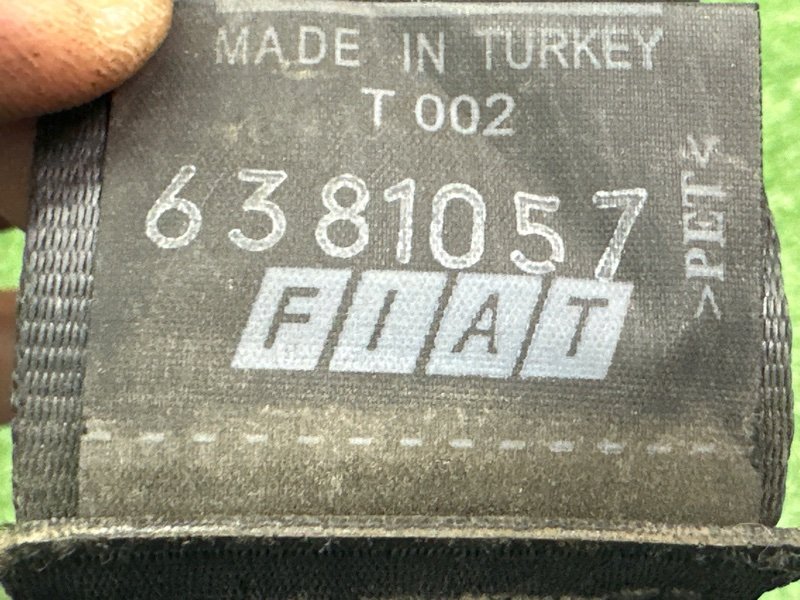 MADE IN TURKEY
T 002
6381057
FIAT
>PET<